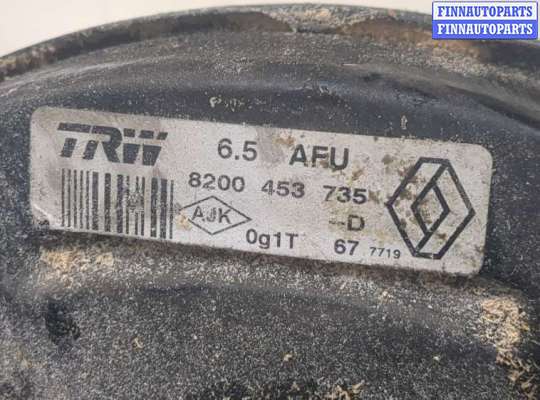 FINNAUTOPARTS
FINNAUTOPARTS
TRW 6.5 AFU
8200 453 735
AJK --D
0g1T 67 7719